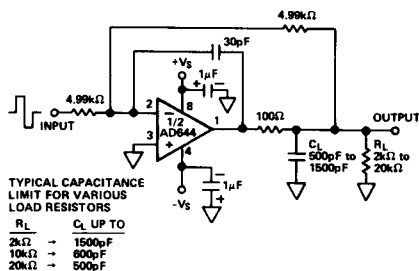 4.99kΩ
30pF
+VS
1μF
+
−
4.99kΩ
INPUT
2
−
8
1/2
AD644
1
3
+
4
100Ω
OUTPUT
CL
500pF to
1500pF
RL
2kΩ to
20kΩ
−
1μF
+
−VS
TYPICAL CAPACITANCE
LIMIT FOR VARIOUS
LOAD RESISTORS
RL CL UP TO
2kΩ → 1500pF
10kΩ → 600pF
20kΩ → 500pF